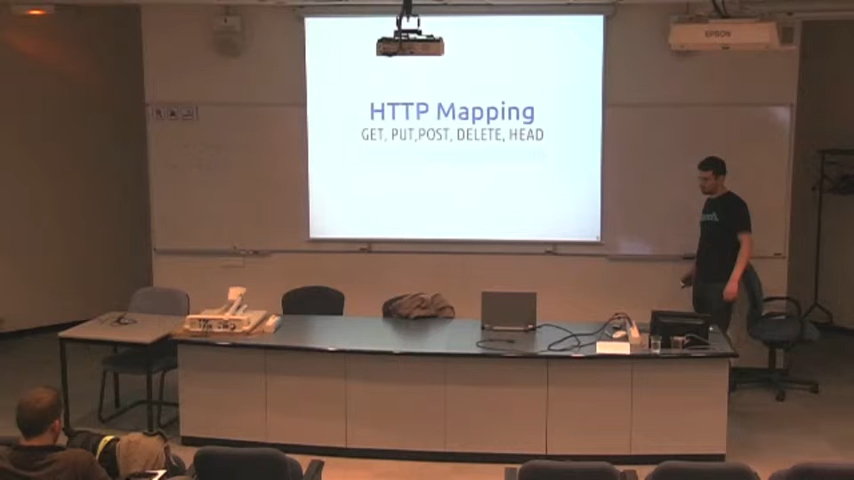 EPSON
HTTP Mapping
GET, PUT,POST, DELETE, HEAD